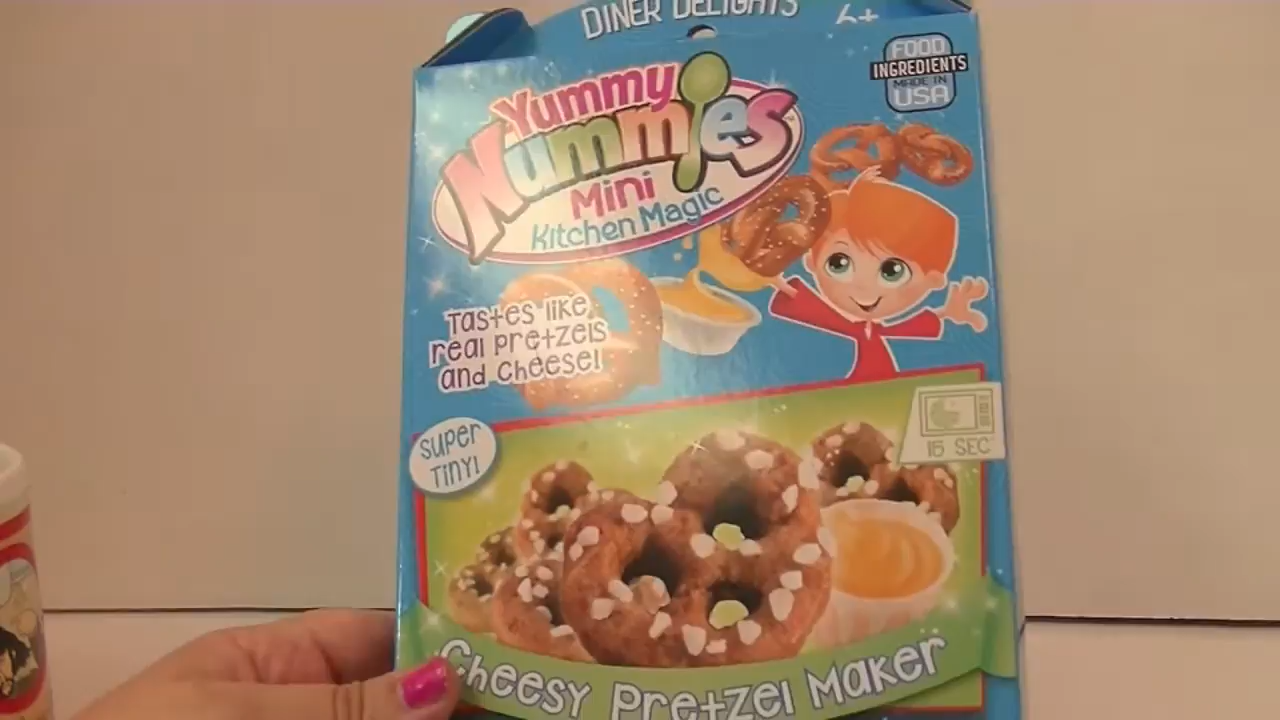 DINER DELIGHTS
6+
FOOD
INGREDIENTS
MADE IN
USA
Yummy
Nummies
Mini
Kitchen Magic
Tastes like
real pretzels
and cheese!
SUPER
TINY!
15 SEC
Cheesy Pretzel Maker